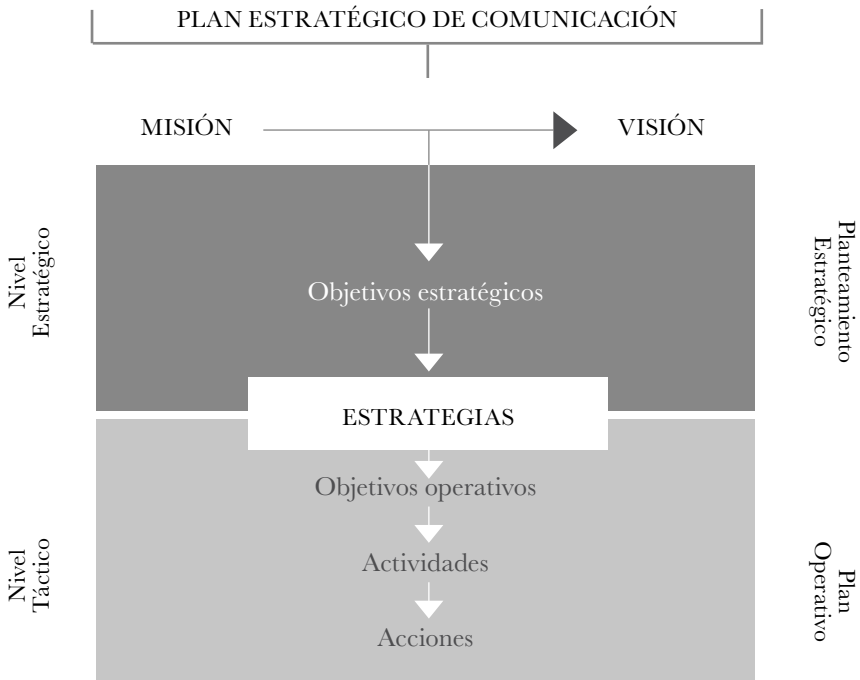 PLAN ESTRATÉGICO DE COMUNICACIÓN
MISIÓN
VISIÓN
Nivel
Estratégico
Objetivos estratégicos
Planteamiento
Estratégico
ESTRATEGIAS
Objetivos operativos
Nivel
Táctico
Actividades
Plan
Operativo
Acciones